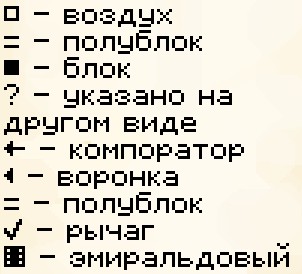 □ - воздух
= - полублок
■ - блок
? - указано на
другом виде
← - компоратор
◂ - воронка
= - полублок
✓ - рычаг
⠿ - эмиральдовый